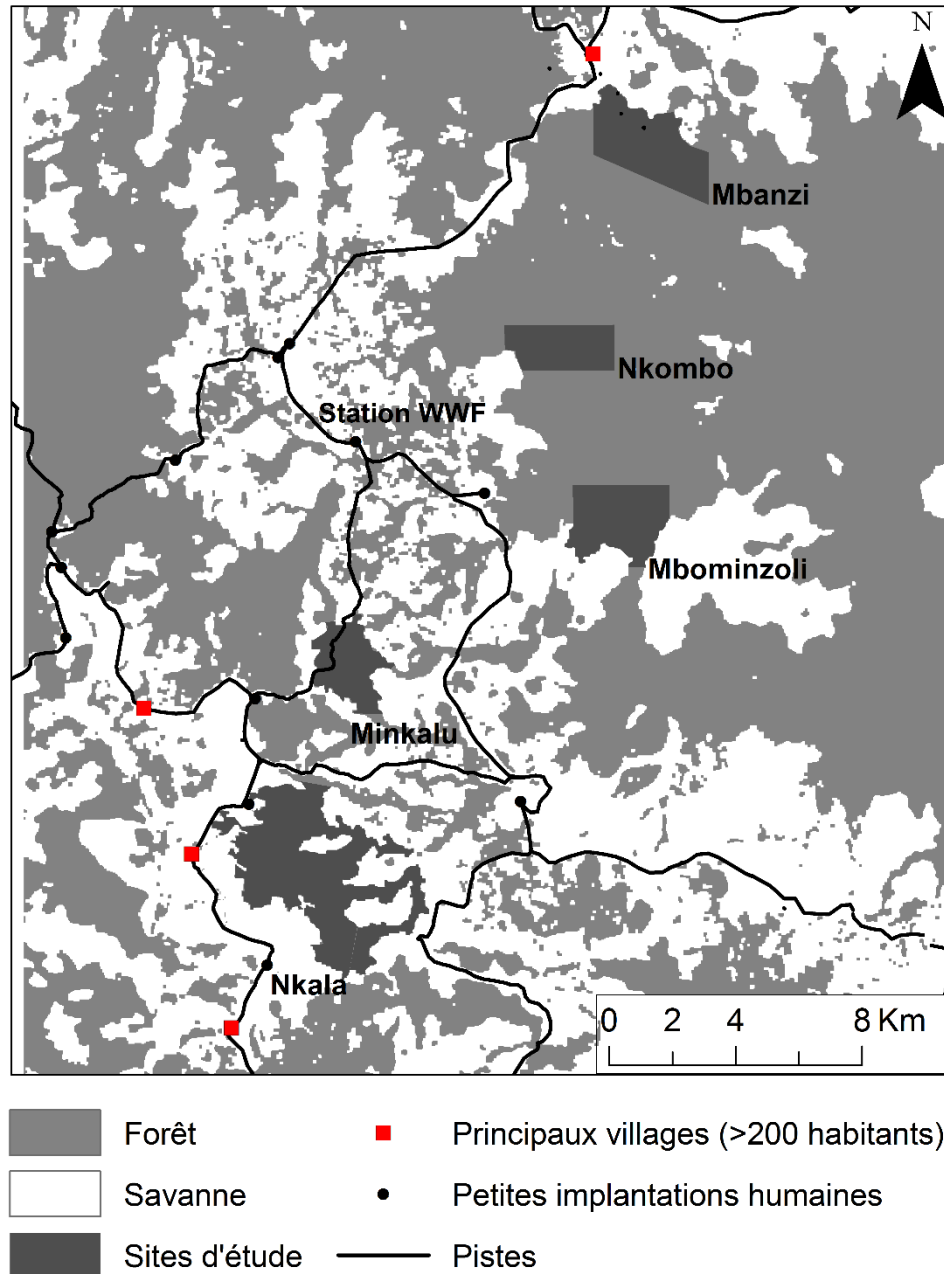 N
Mbanzi
Nkombo
Station WWF
Mbominzoli
Minkalu
Nkala
0 2 4 8 Km
Forêt
Principaux villages (>200 habitants)
Savanne
Petites implantations humaines
Sites d'étude
Pistes